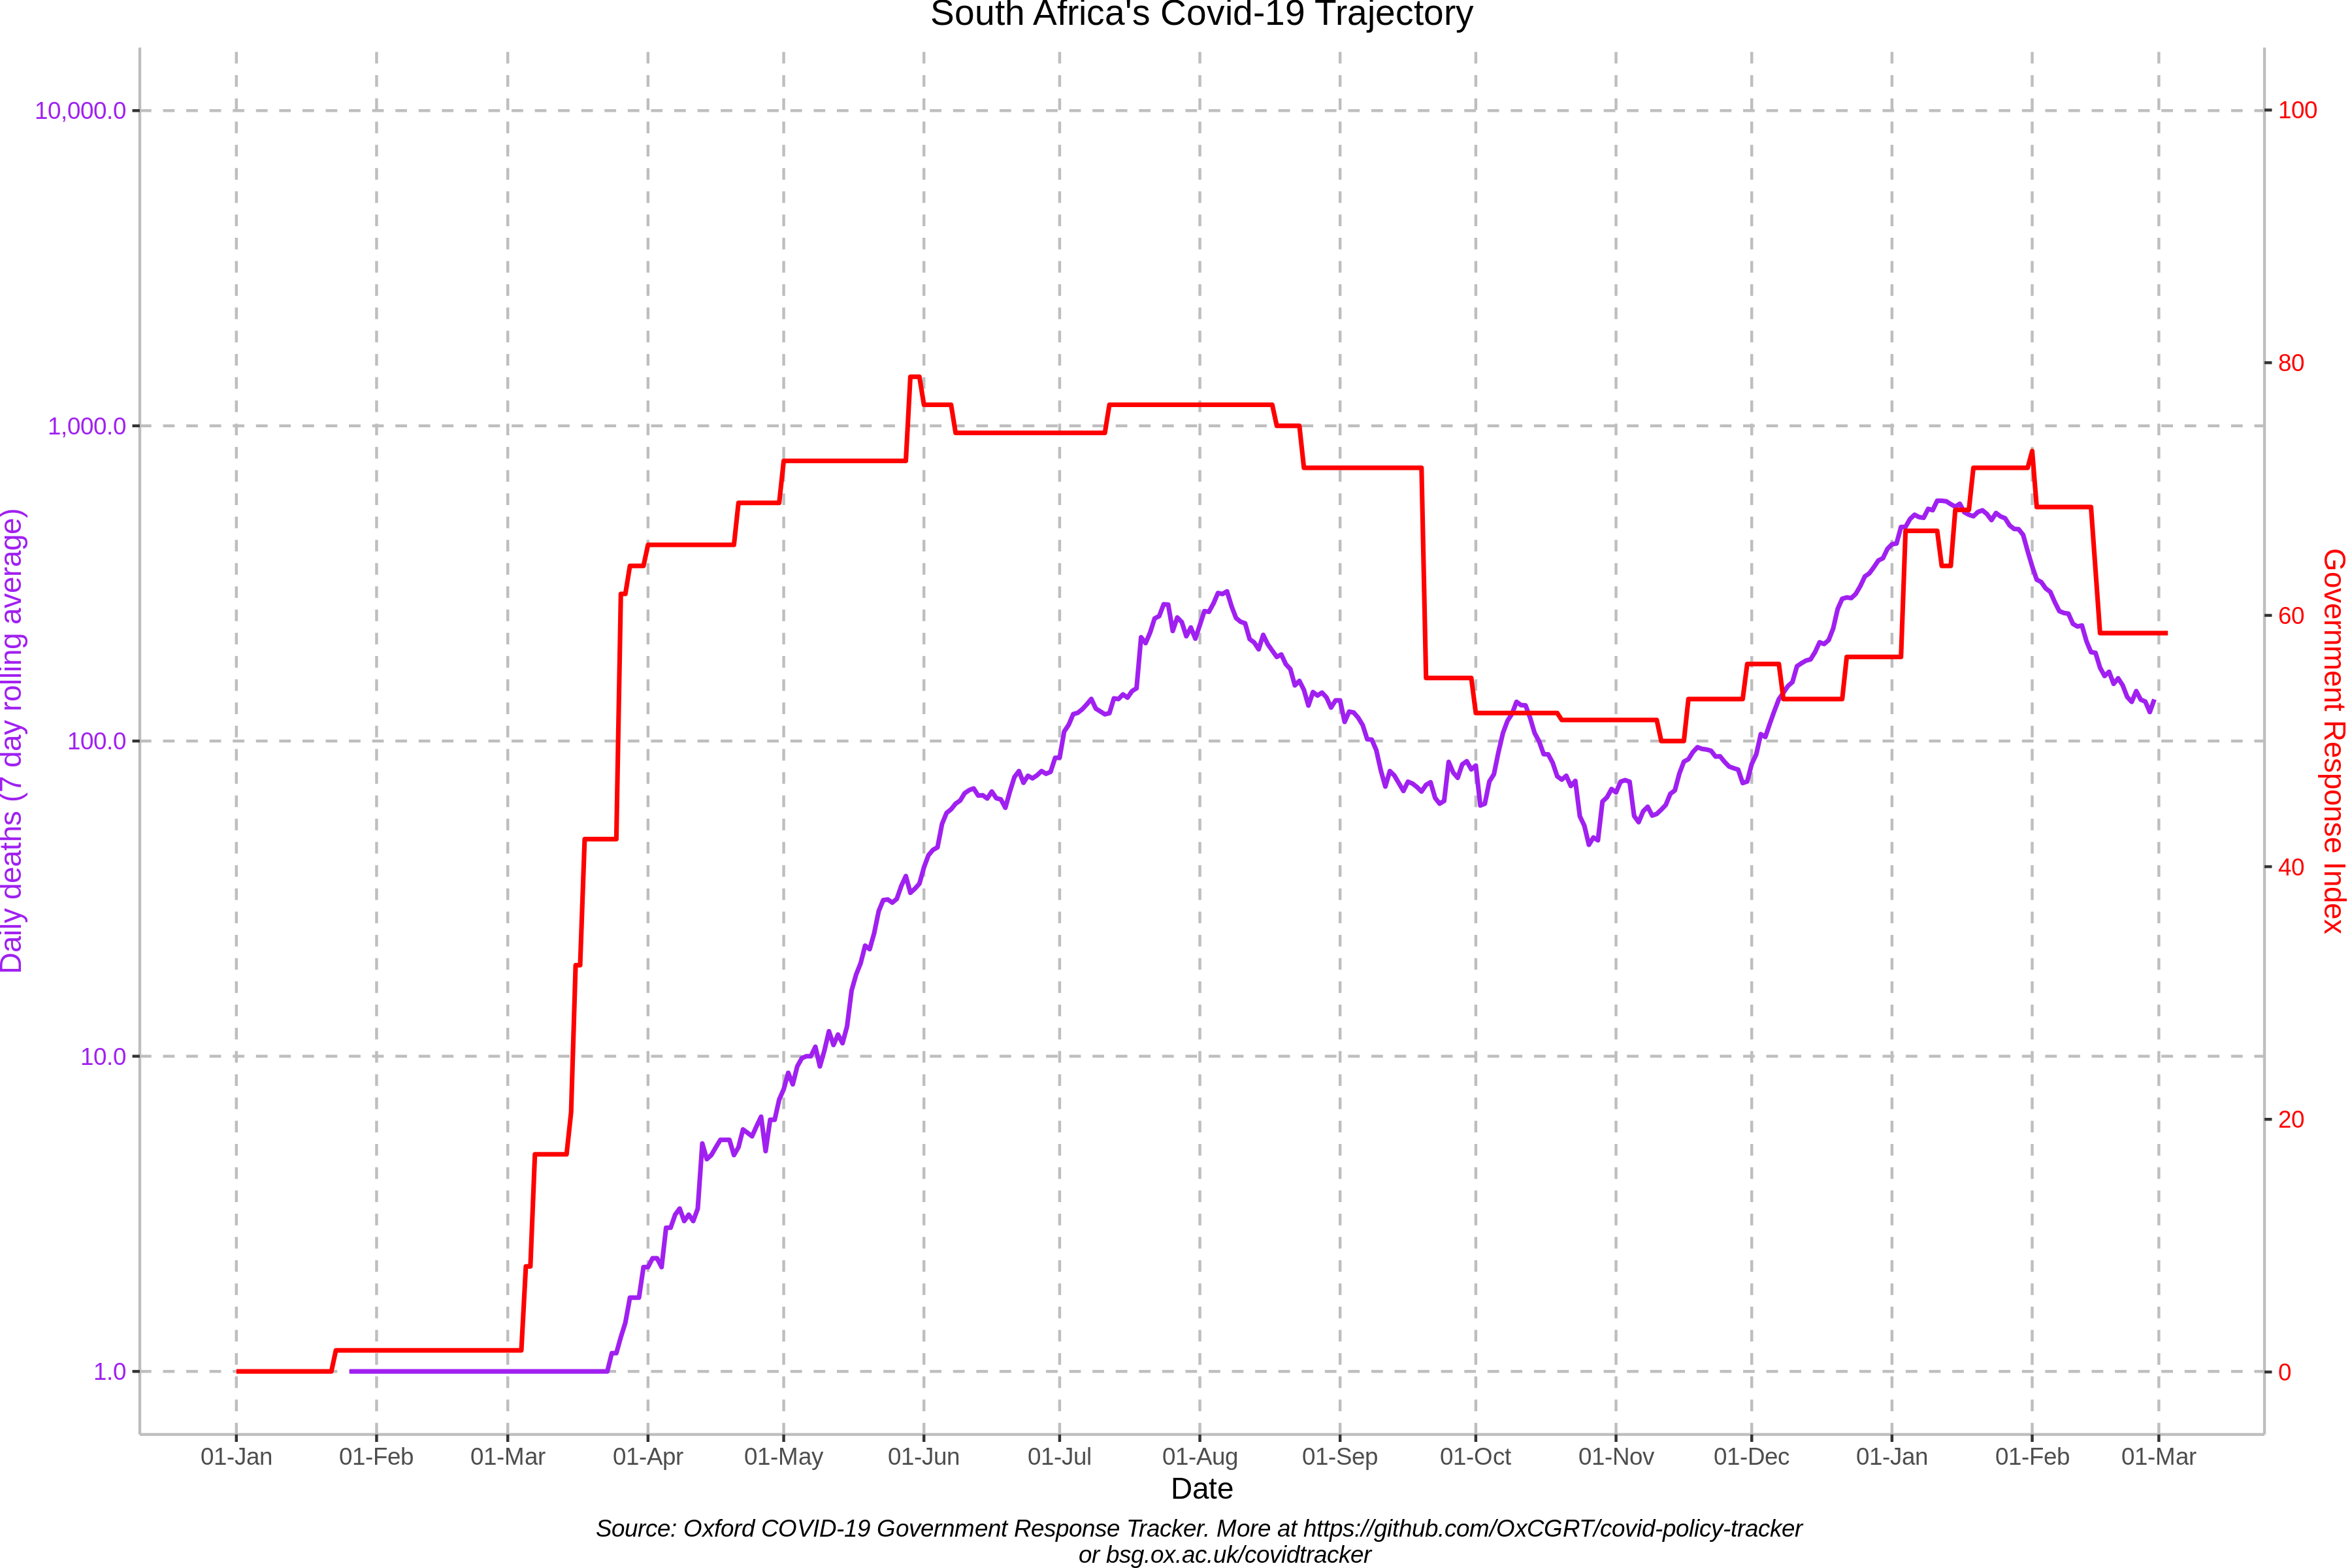 South Africa's Covid-19 Trajectory
10,000.0
1,000.0
100.0
10.0
1.0
Daily deaths (7 day rolling average)
100
80
60
40
20
0
Government Response Index
01-Jan 01-Feb 01-Mar 01-Apr 01-May 01-Jun 01-Jul 01-Aug 01-Sep 01-Oct 01-Nov 01-Dec 01-Jan 01-Feb 01-Mar
Date
Source: Oxford COVID-19 Government Response Tracker. More at https://github.com/OxCGRT/covid-policy-tracker
or bsg.ox.ac.uk/covidtracker